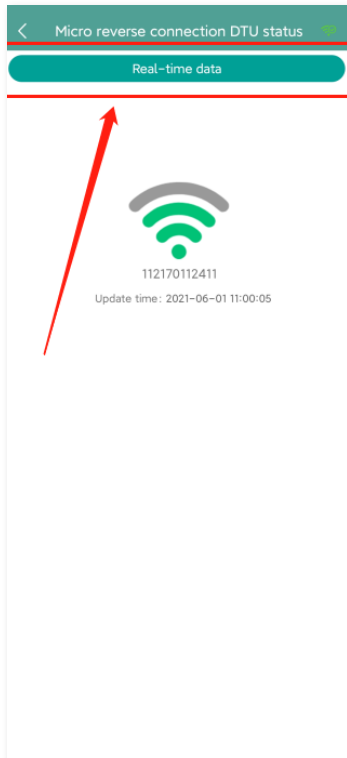 Micro reverse connection DTU status
Real-time data
112170112411
Update time: 2021-06-01 11:00:05